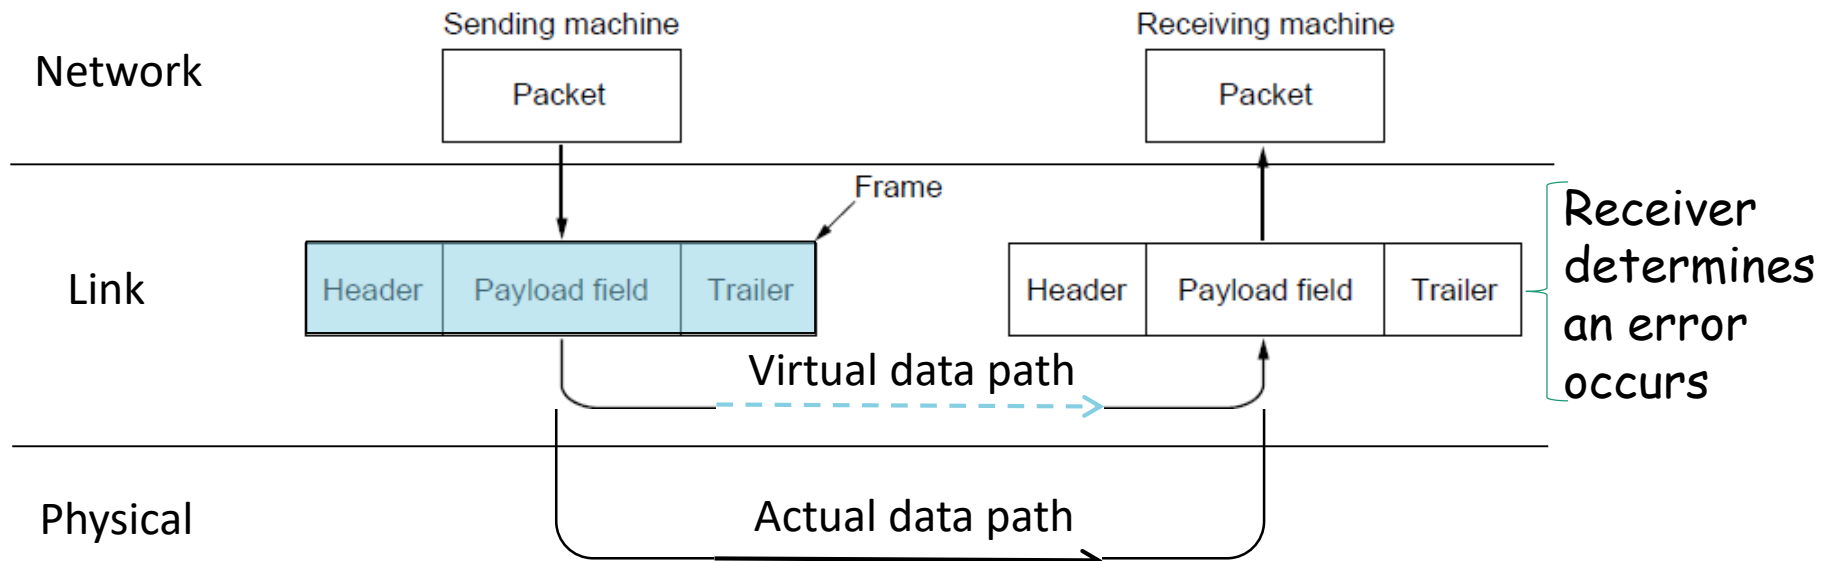 Sending machine
Receiving machine
Network
Packet
Packet
Frame
Link
Header
Payload field
Trailer
Header
Payload field
Trailer
Receiver
determines
an error
occurs
Virtual data path
Physical
Actual data path